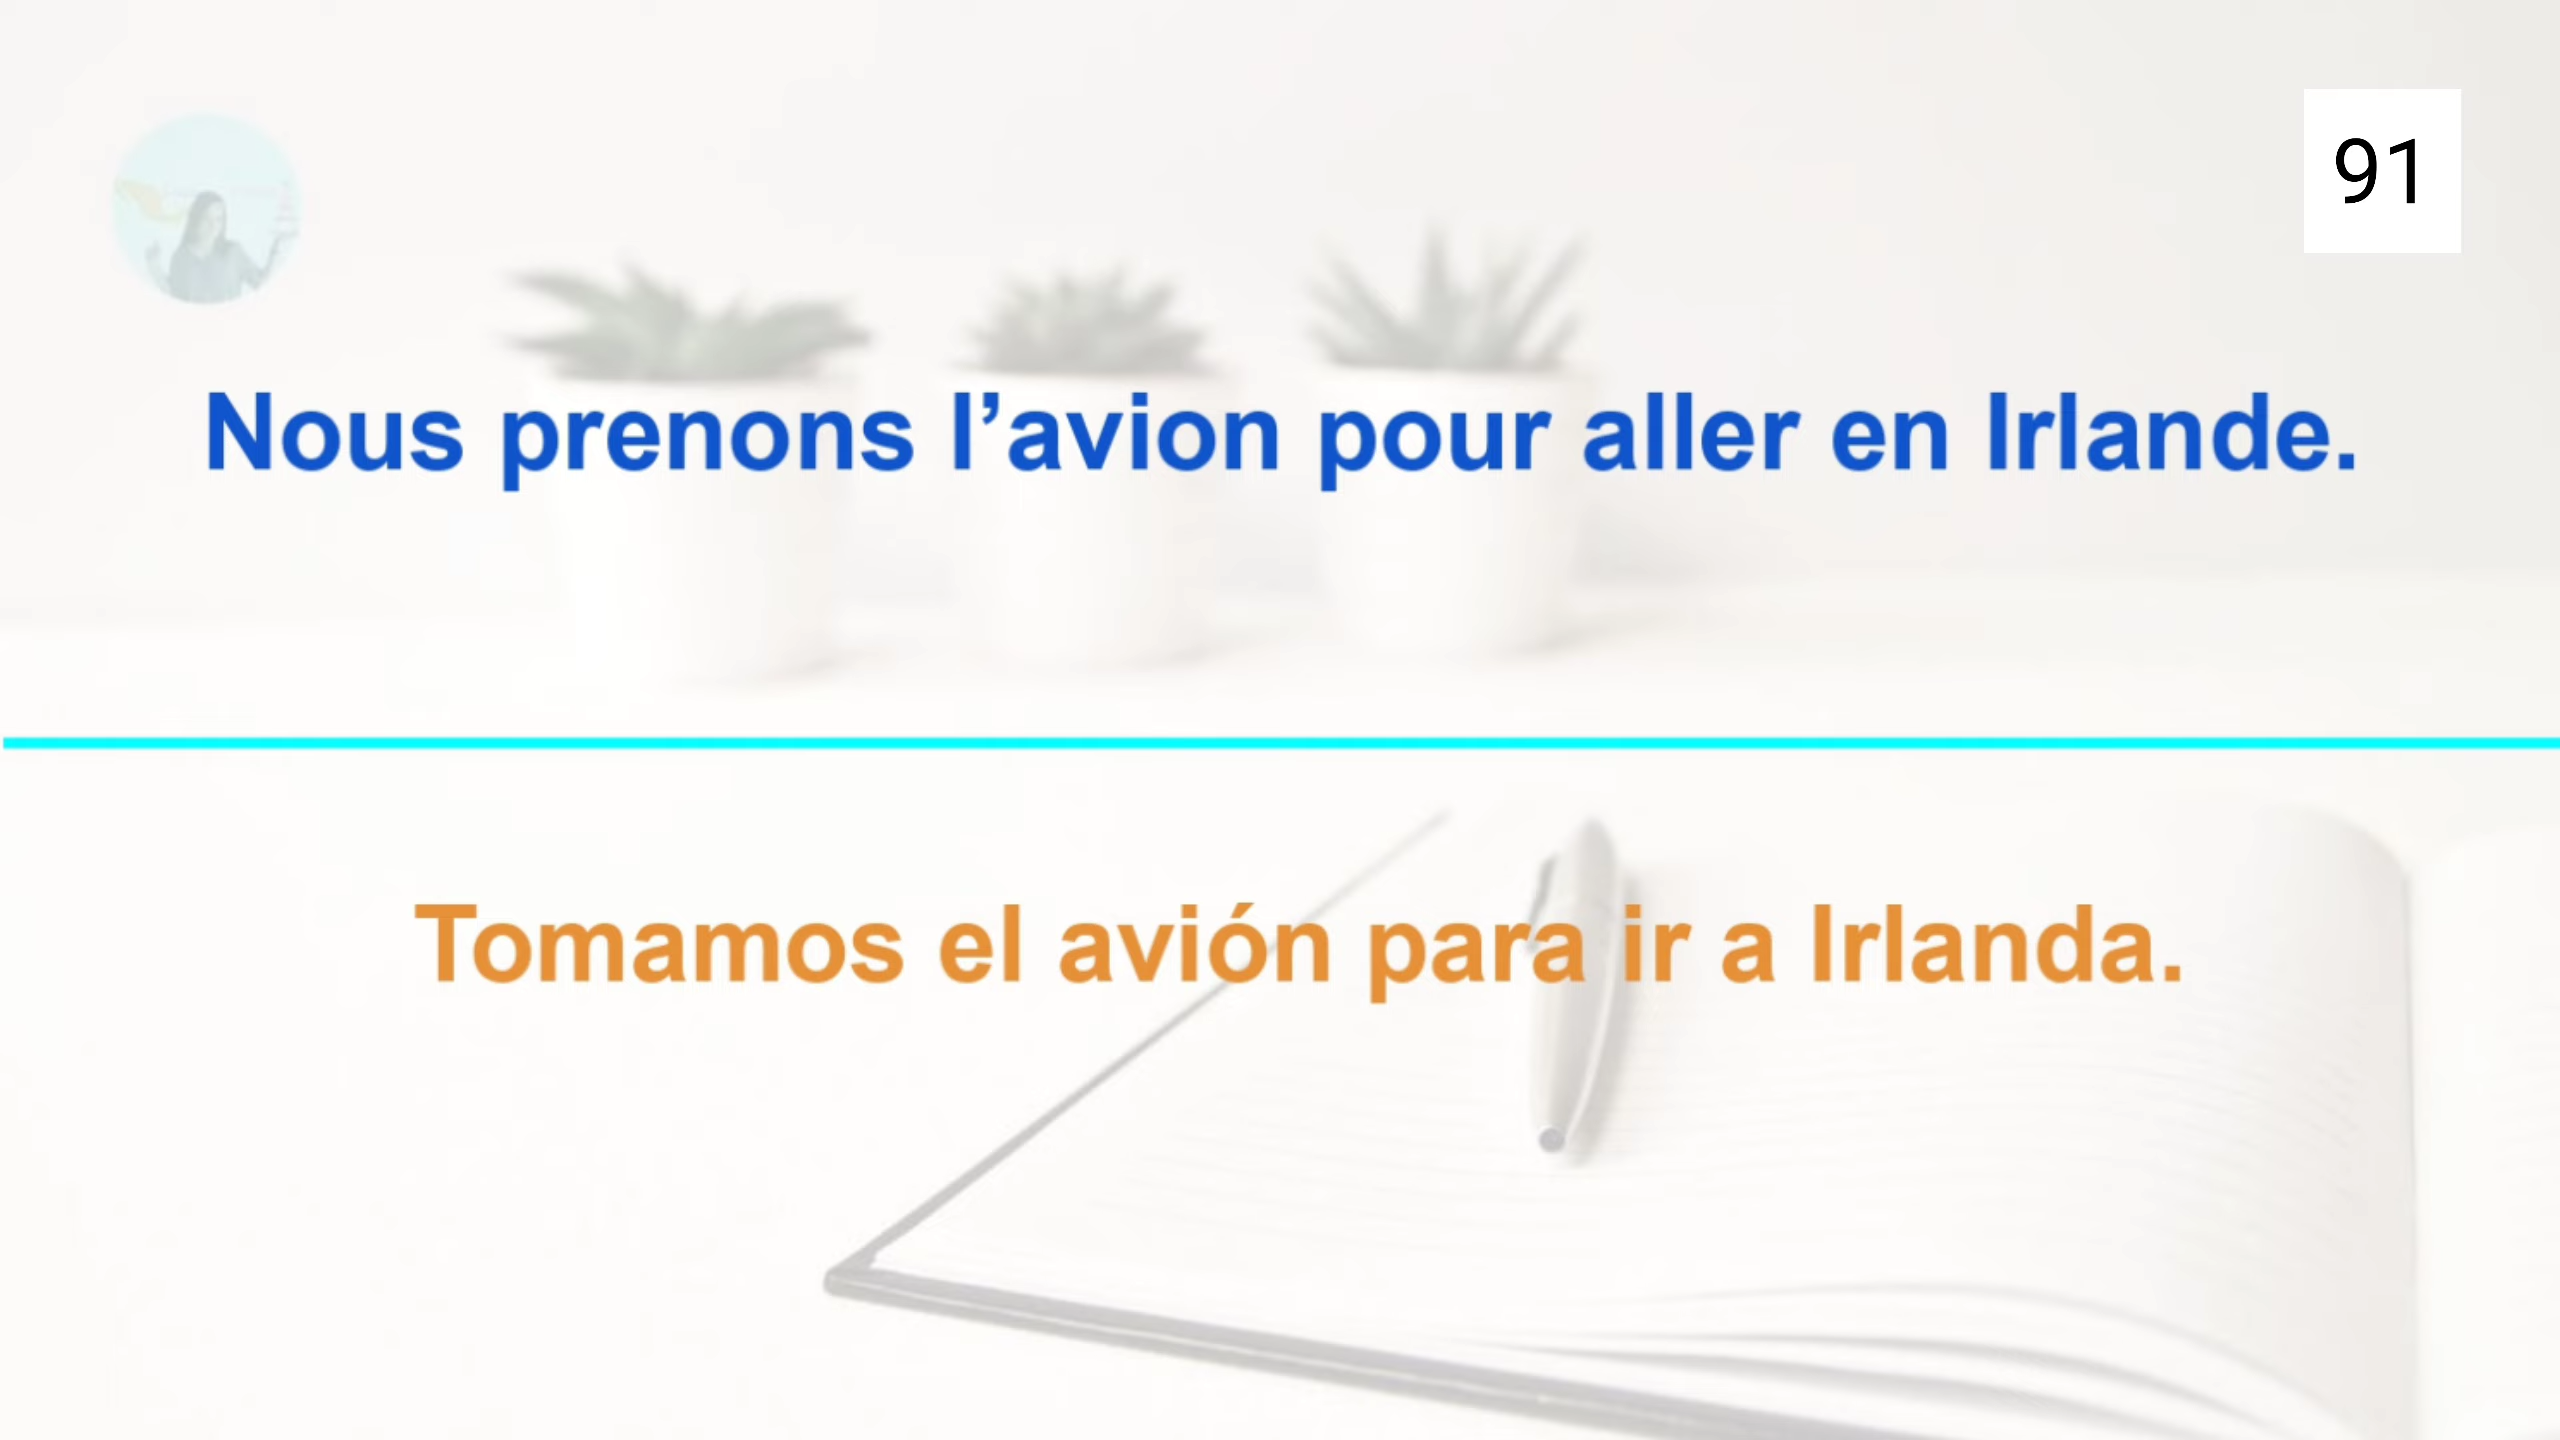 91
Nous prenons l’avion pour aller en Irlande.
Tomamos el avión para ir a Irlanda.